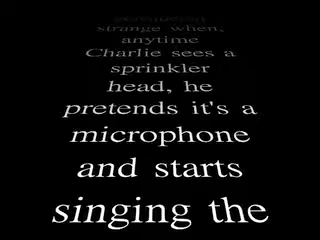 strange when,
anytime
Charlie sees a
sprinkler
head, he
pretends it's a
microphone
and starts
singing the